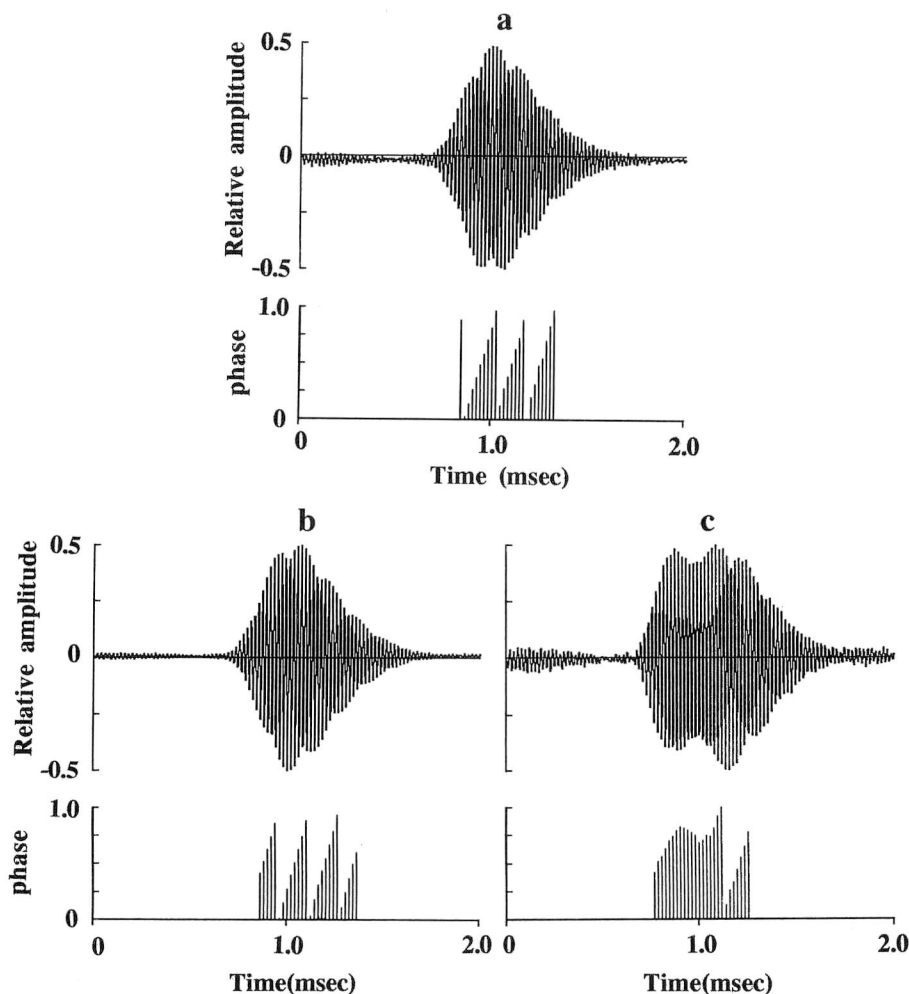 a
0.5
Relative amplitude
0
-0.5
1.0
phase
0
0 1.0 2.0
Time (msec)
b c
0.5
Relative amplitude
0
-0.5
1.0
phase
0
0 1.0 2.0 0 1.0 2.0
Time(msec) Time(msec)